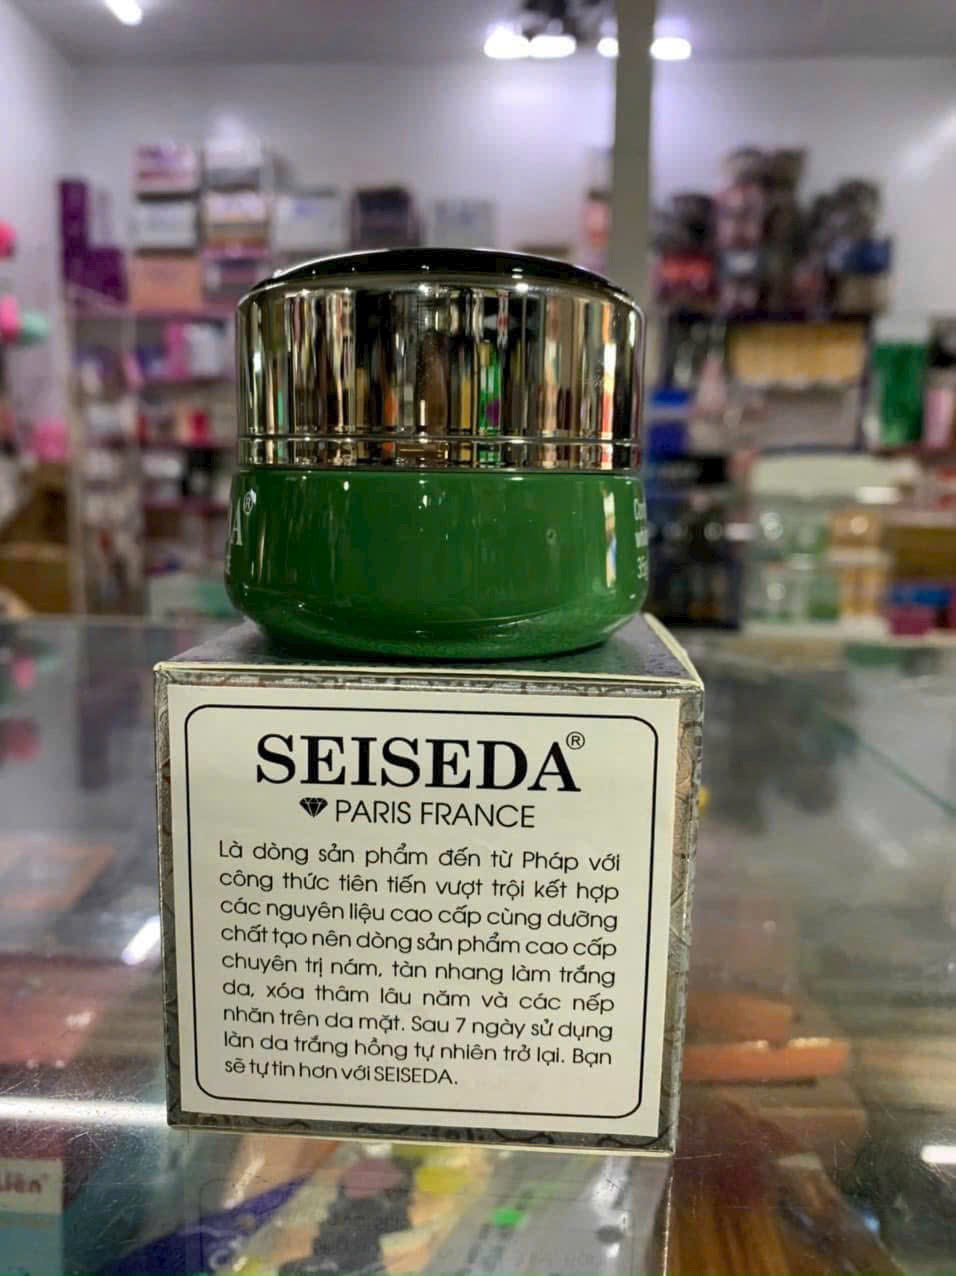 A®
SEISEDA®
PARIS FRANCE
Là dòng sản phẩm đến từ Pháp với
công thức tiên tiến vượt trội kết hợp
các nguyên liệu cao cấp cùng dưỡng
chất tạo nên dòng sản phẩm cao cấp
chuyên trị nám, tàn nhang làm trắng
da, xóa thâm lâu năm và các nếp
nhăn trên da mặt. Sau 7 ngày sử dụng
làn da trắng hồng tự nhiên trở lại. Bạn
sẽ tự tin hơn với SEISEDA.